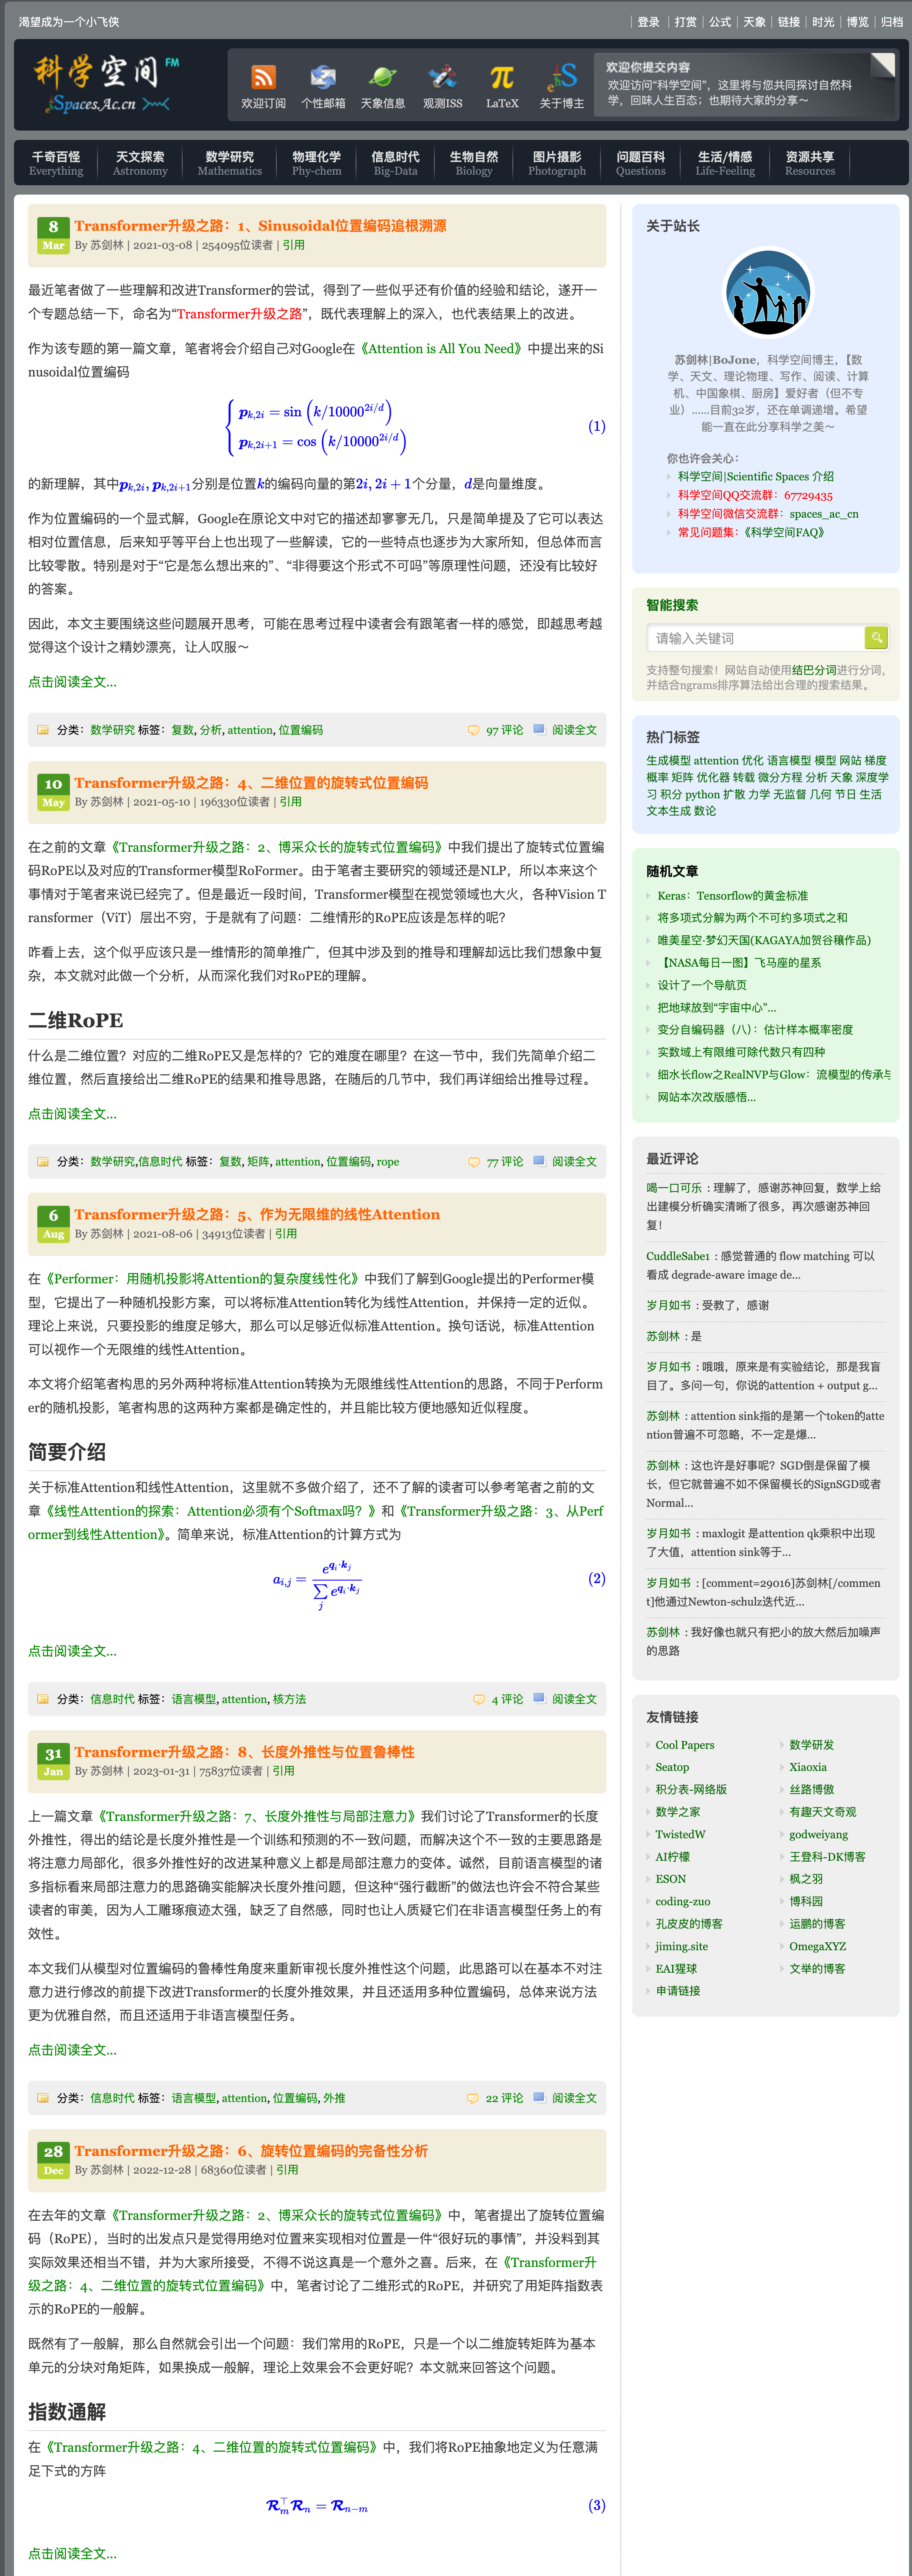 渴望成为一个小飞侠
登录 | 打赏 | 公式 | 天象 | 链接 | 时光 | 博览 | 归档
科学空间 FM
Spaces.Ac.cn
欢迎订阅 个性邮箱 天象信息 观测ISS LaTeX 关于博主
欢迎你提交内容
欢迎访问“科学空间”，这里将与您共同探讨自然科
学，回味人生百态；也期待大家的分享～
千奇百怪 天文探索 数学研究 物理化学 信息时代 生物自然 图片摄影 问题百科 生活/情感 资源共享
Everything Astronomy Mathematics Phy-chem Big-Data Biology Photograph Questions Life-Feeling Resources
8
Mar
Transformer升级之路：1、Sinusoidal位置编码追根溯源
By 苏剑林 | 2021-03-08 | 254095位读者 | 引用
最近笔者做了一些理解和改进Transformer的尝试，得到了一些似乎还有价值的经验和结论，遂开一
个专题总结一下，命名为“Transformer升级之路”，既代表理解上的深入，也代表结果上的改进。
作为该专题的第一篇文章，笔者将会介绍自己对Google在《Attention is All You Need》中提出来的Si
nusoidal位置编码
p_{k,2i} = sin(k/10000^{2i/d})
p_{k,2i+1} = cos(k/10000^{2i/d})
(1)
的新理解，其中p_{k,2i}, p_{k,2i+1}分别是位置k的编码向量的第2i, 2i + 1个分量，d是向量维度。
作为位置编码的一个显式解，Google在原论文中对它的描述却寥寥无几，只是简单提及了它可以表达
相对位置信息，后来知乎等平台上也出现了一些解读，它的一些特点也逐步为大家所知，但总体而言
比较零散。特别是对于“它是怎么想出来的”、“非得要这个形式不可吗”等原理性问题，还没有比较好
的答案。
因此，本文主要围绕这些问题展开思考，可能在思考过程中读者会有跟笔者一样的感觉，即越思考越
觉得这个设计之精妙漂亮，让人叹服～
点击阅读全文...
分类：数学研究 标签：复数, 分析, attention, 位置编码 97 评论 阅读全文
10
May
Transformer升级之路：4、二维位置的旋转式位置编码
By 苏剑林 | 2021-05-10 | 196330位读者 | 引用
在之前的文章《Transformer升级之路：2、博采众长的旋转式位置编码》中我们提出了旋转式位置编
码RoPE以及对应的Transformer模型RoFormer。由于笔者主要研究的领域还是NLP，所以本来这个
事情对于笔者来说已经完了。但是最近一段时间，Transformer模型在视觉领域也大火，各种Vision T
ransformer（ViT）层出不穷，于是就有了问题：二维情形的RoPE应该是怎样的呢？
咋看上去，这个似乎应该只是一维情形的简单推广，但其中涉及到的推导和理解却远比我们想象中复
杂，本文就对此做一个分析，从而深化我们对RoPE的理解。
二维RoPE
什么是二维位置？对应的二维RoPE又是怎样的？它的难度在哪里？在这一节中，我们先简单介绍二
维位置，然后直接给出二维RoPE的结果和推导思路，在随后的几节中，我们再详细给出推导过程。
点击阅读全文...
分类：数学研究,信息时代 标签：复数, 矩阵, attention, 位置编码, rope 77 评论 阅读全文
6
Aug
Transformer升级之路：5、作为无限维的线性Attention
By 苏剑林 | 2021-08-06 | 34913位读者 | 引用
在《Performer：用随机投影将Attention的复杂度线性化》中我们了解到Google提出的Performer模
型，它提出了一种随机投影方案，可以将标准Attention转化为线性Attention，并保持一定的近似。
理论上来说，只要投影的维度足够大，那么可以足够近似标准Attention。换句话说，标准Attention
可以视作一个无限维的线性Attention。
本文将介绍笔者构思的另外两种将标准Attention转换为无限维线性Attention的思路，不同于Perform
er的随机投影，笔者构思的这两种方案都是确定性的，并且能比较方便地感知近似程度。
简要介绍
关于标准Attention和线性Attention，这里就不多做介绍了，还不了解的读者可以参考笔者之前的文
章《线性Attention的探索：Attention必须有个Softmax吗？》和《Transformer升级之路：3、从Perf
ormer到线性Attention》。简单来说，标准Attention的计算方式为
a_{i,j} = e^{q_i·k_j} / ∑_j e^{q_i·k_j}
(2)
点击阅读全文...
分类：信息时代 标签：语言模型, attention, 核方法 4 评论 阅读全文
31
Jan
Transformer升级之路：8、长度外推性与位置鲁棒性
By 苏剑林 | 2023-01-31 | 75837位读者 | 引用
上一篇文章《Transformer升级之路：7、长度外推性与局部注意力》我们讨论了Transformer的长度
外推性，得出的结论是长度外推性是一个训练和预测的不一致问题，而解决这个不一致的主要思路是
将注意力局部化，很多外推性好的改进某种意义上都是局部注意力的变体。诚然，目前语言模型的诸
多指标看来局部注意力的思路确实能解决长度外推问题，但这种“强行截断”的做法也许会不符合某些
读者的审美，因为人工雕琢痕迹太强，缺乏了自然感，同时也让人质疑它们在非语言模型任务上的有
效性。
本文我们从模型对位置编码的鲁棒性角度来重新审视长度外推性这个问题，此思路可以在基本不对注
意力进行修改的前提下改进Transformer的长度外推效果，并且还适用多种位置编码，总体来说方法
更为优雅自然，而且还适用于非语言模型任务。
点击阅读全文...
分类：信息时代 标签：语言模型, attention, 位置编码, 外推 22 评论 阅读全文
28
Dec
Transformer升级之路：6、旋转位置编码的完备性分析
By 苏剑林 | 2022-12-28 | 68360位读者 | 引用
在去年的文章《Transformer升级之路：2、博采众长的旋转式位置编码》中，笔者提出了旋转位置编
码（RoPE），当时的出发点只是觉得用绝对位置来实现相对位置是一件“很好玩的事情”，并没料到其
实际效果还相当不错，并为大家所接受，不得不说这真是一个意外之喜。后来，在《Transformer升
级之路：4、二维位置的旋转式位置编码》中，笔者讨论了二维形式的RoPE，并研究了用矩阵指数表
示的RoPE的一般解。
既然有了一般解，那么自然就会引出一个问题：我们常用的RoPE，只是一个以二维旋转矩阵为基本
单元的分块对角矩阵，如果换成一般解，理论上效果会不会更好呢？本文就来回答这个问题。
指数通解
在《Transformer升级之路：4、二维位置的旋转式位置编码》中，我们将RoPE抽象地定义为任意满
足下式的方阵
𝓡_m^⊤ 𝓡_n = 𝓡_{n−m}
(3)
点击阅读全文...
关于站长
苏剑林|BoJone，科学空间博主，【数
学、天文、理论物理、写作、阅读、计算
机、中国象棋、厨房】爱好者（但不专
业）……目前32岁，还在单调递增。希望
能一直在此分享科学之美～
你也许会关心：
科学空间|Scientific Spaces 介绍
科学空间QQ交流群：67729435
科学空间微信交流群：spaces_ac_cn
常见问题集：《科学空间FAQ》
智能搜索
请输入关键词
支持整句搜索！网站自动使用结巴分词进行分词，
并结合ngrams排序算法给出合理的搜索结果。
热门标签
生成模型 attention 优化 语言模型 模型 网站 梯度
概率 矩阵 优化器 转载 微分方程 分析 天象 深度学
习 积分 python 扩散 力学 无监督 几何 节日 生活
文本生成 数论
随机文章
Keras：Tensorflow的黄金标准
将多项式分解为两个不可约多项式之和
唯美星空·梦幻天国(KAGAYA加贺谷穰作品)
【NASA每日一图】飞马座的星系
设计了一个导航页
把地球放到“宇宙中心”...
变分自编码器（八）：估计样本概率密度
实数域上有限维可除代数只有四种
细水长flow之RealNVP与Glow：流模型的传承与
网站本次改版感悟...
最近评论
喝一口可乐：理解了，感谢苏神回复，数学上给
出建模分析确实清晰了很多，再次感谢苏神回
复！
CuddleSabe1：感觉普通的 flow matching 可以
看成 degrade-aware image de...
岁月如书：受教了，感谢
苏剑林：是
岁月如书：哦哦，原来是有实验结论，那是我盲
目了。多问一句，你说的attention + output g...
苏剑林：attention sink指的是第一个token的atte
ntion普遍不可忽略，不一定是爆...
苏剑林：这也许是好事呢？SGD倒是保留了模
长，但它就普遍不如不保留模长的SignSGD或者
Normal...
岁月如书：maxlogit 是attention qk乘积中出现
了大值，attention sink等于...
岁月如书：[comment=29016]苏剑林[/commen
t]他通过Newton-schulz迭代近...
苏剑林：我好像也就只有把小的放大然后加噪声
的思路
友情链接
Cool Papers 数学研发
Seatop Xiaoxia
积分表-网络版 丝路博傲
数学之家 有趣天文奇观
TwistedW godweiyang
AI柠檬 王登科-DK博客
ESON 枫之羽
coding-zuo 博科园
孔皮皮的博客 运鹏的博客
jiming.site OmegaXYZ
EAI猩球 文举的博客
申请链接